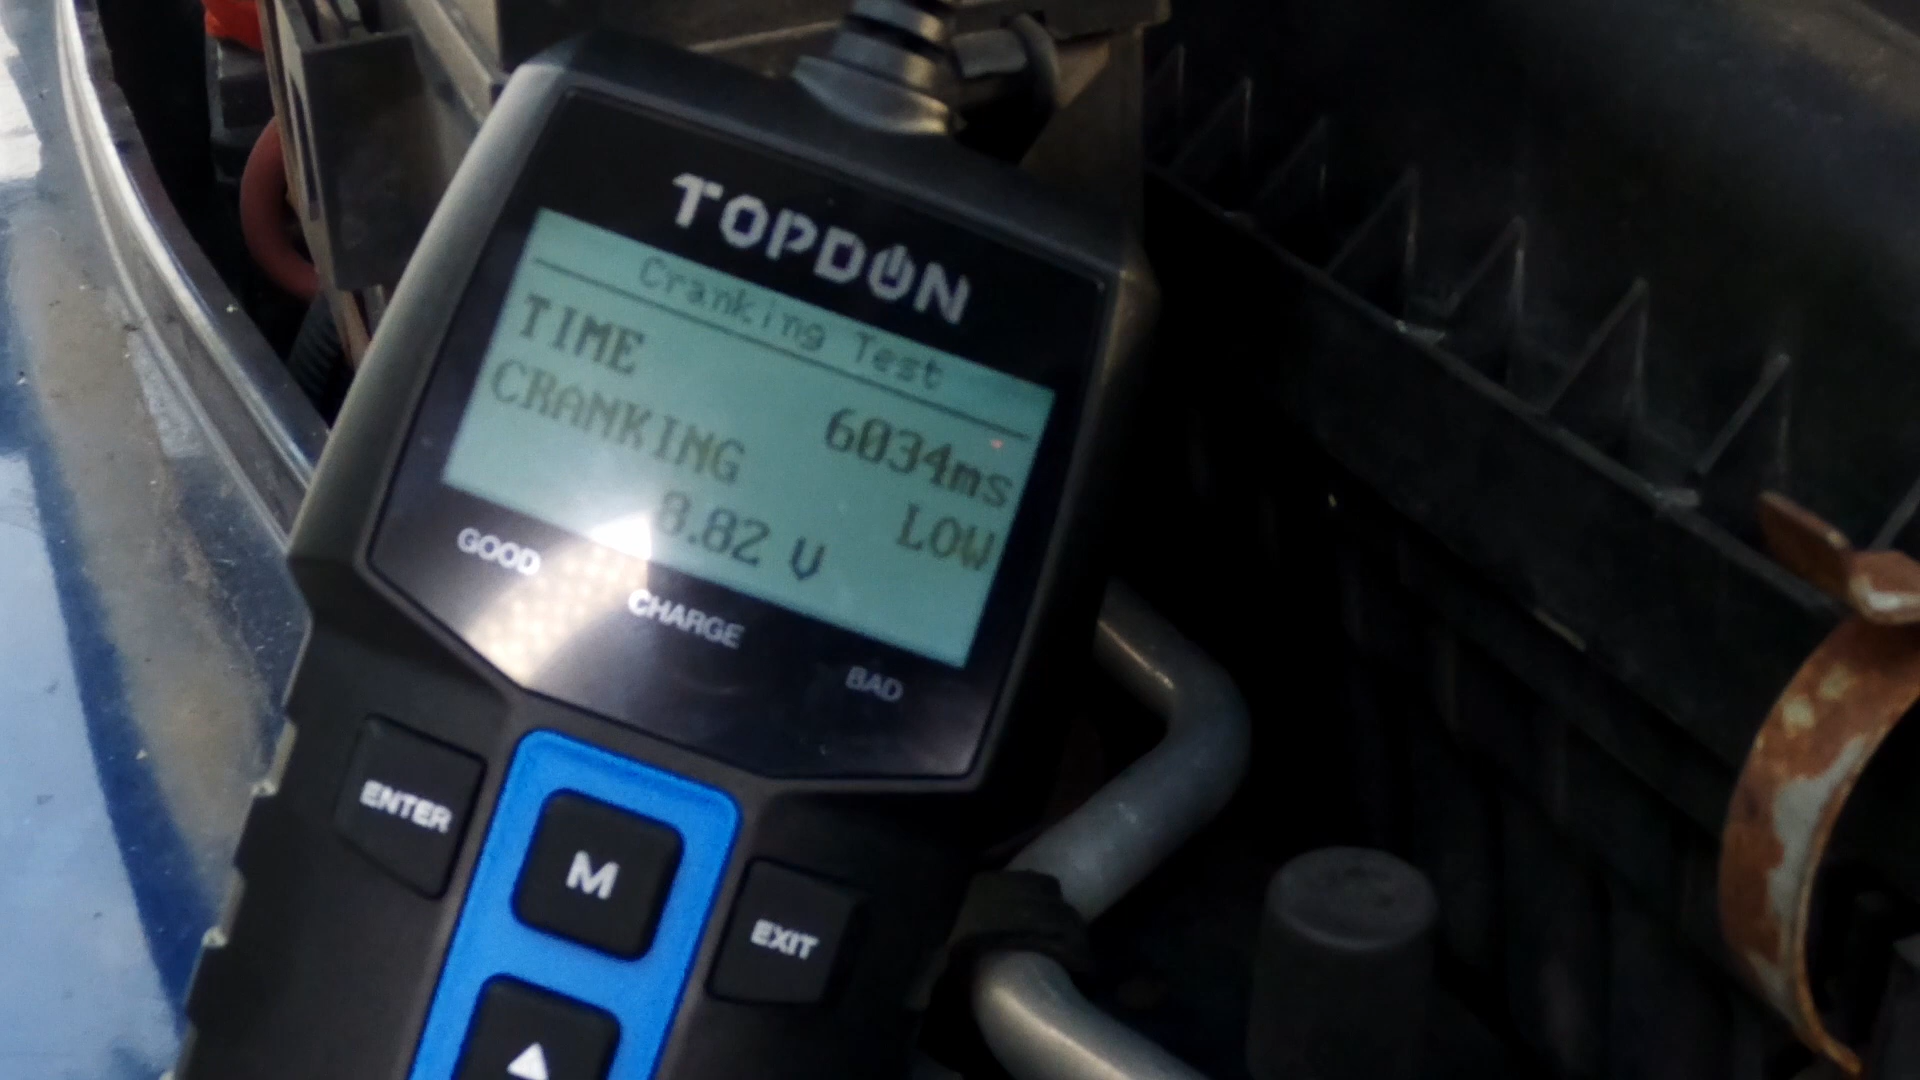 TOPDON
Cranking Test
TIME
6034ms
CRANKING
LOW
8.82 V
GOOD
CHARGE
BAD
ENTER
M
EXIT